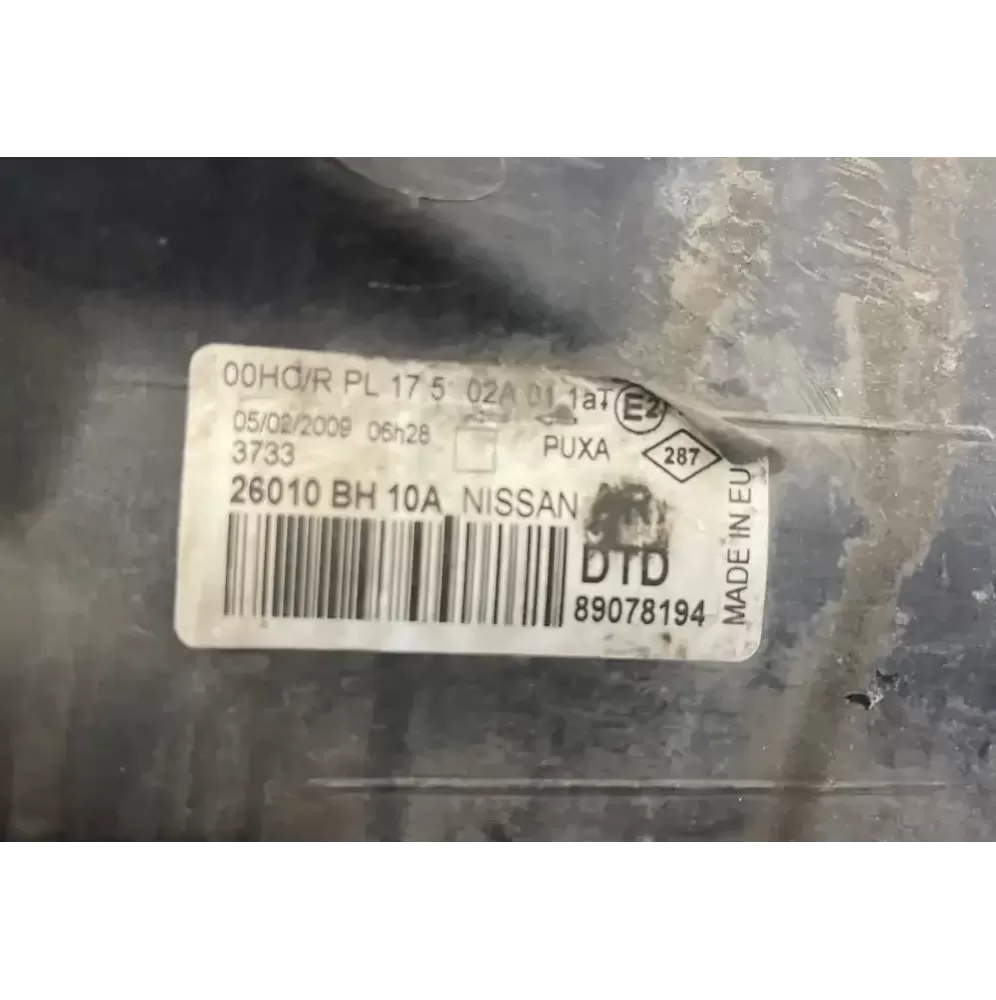 00HC/R PL 17 5 02A 01 1a E2
05/02/2009 06h28 PUXA 287
3733
26010 BH 10A NISSAN
DTD
89078194
MADE IN EU